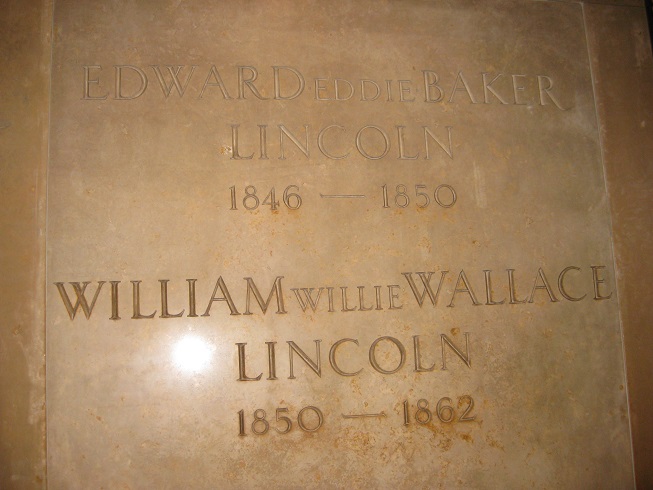 EDWARD EDDIE BAKER
LINCOLN
1846 — 1850
WILLIAM WILLIE WALLACE
LINCOLN
1850 — 1862